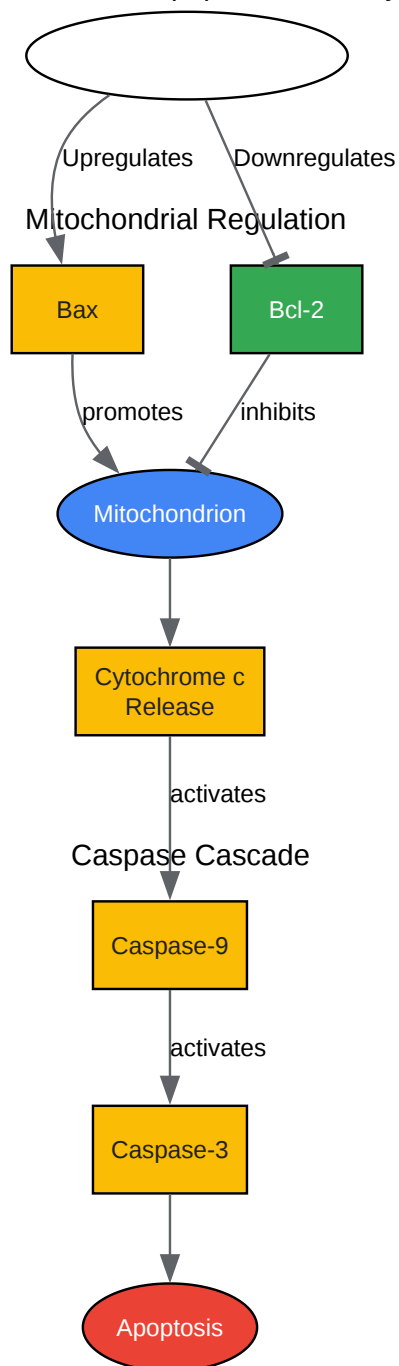 Upregulates
Downregulates
Mitochondrial Regulation
Bax
Bcl-2
promotes
inhibits
Mitochondrion
Cytochrome c
Release
activates
Caspase Cascade
Caspase-9
activates
Caspase-3
Apoptosis